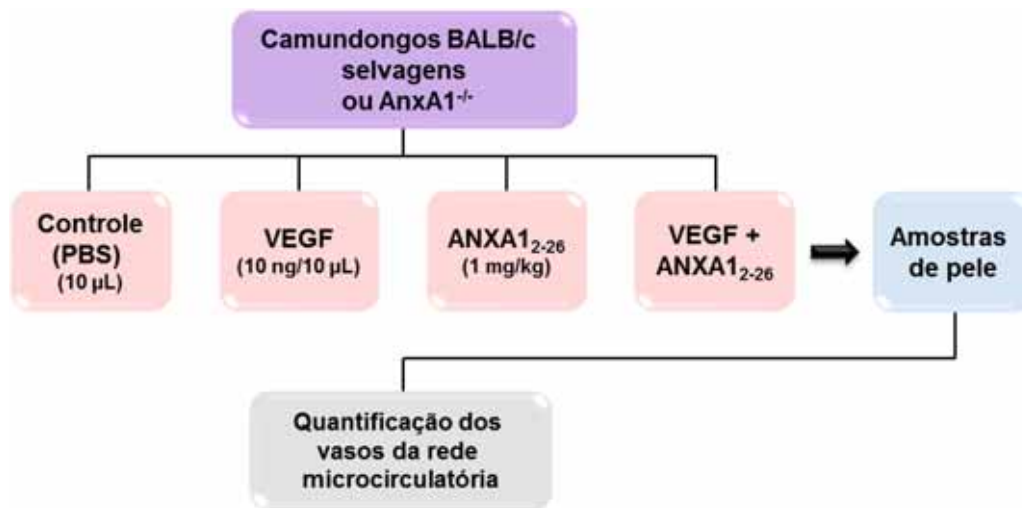 Camundongos BALB/c
selvagens
ou AnxA1⁻/⁻
Controle
(PBS)
(10 µL)
VEGF
(10 ng/10 µL)
ANXA1₂₋₂₆
(1 mg/kg)
VEGF +
ANXA1₂₋₂₆
Amostras
de pele
Quantificação dos
vasos da rede
microcirculatória